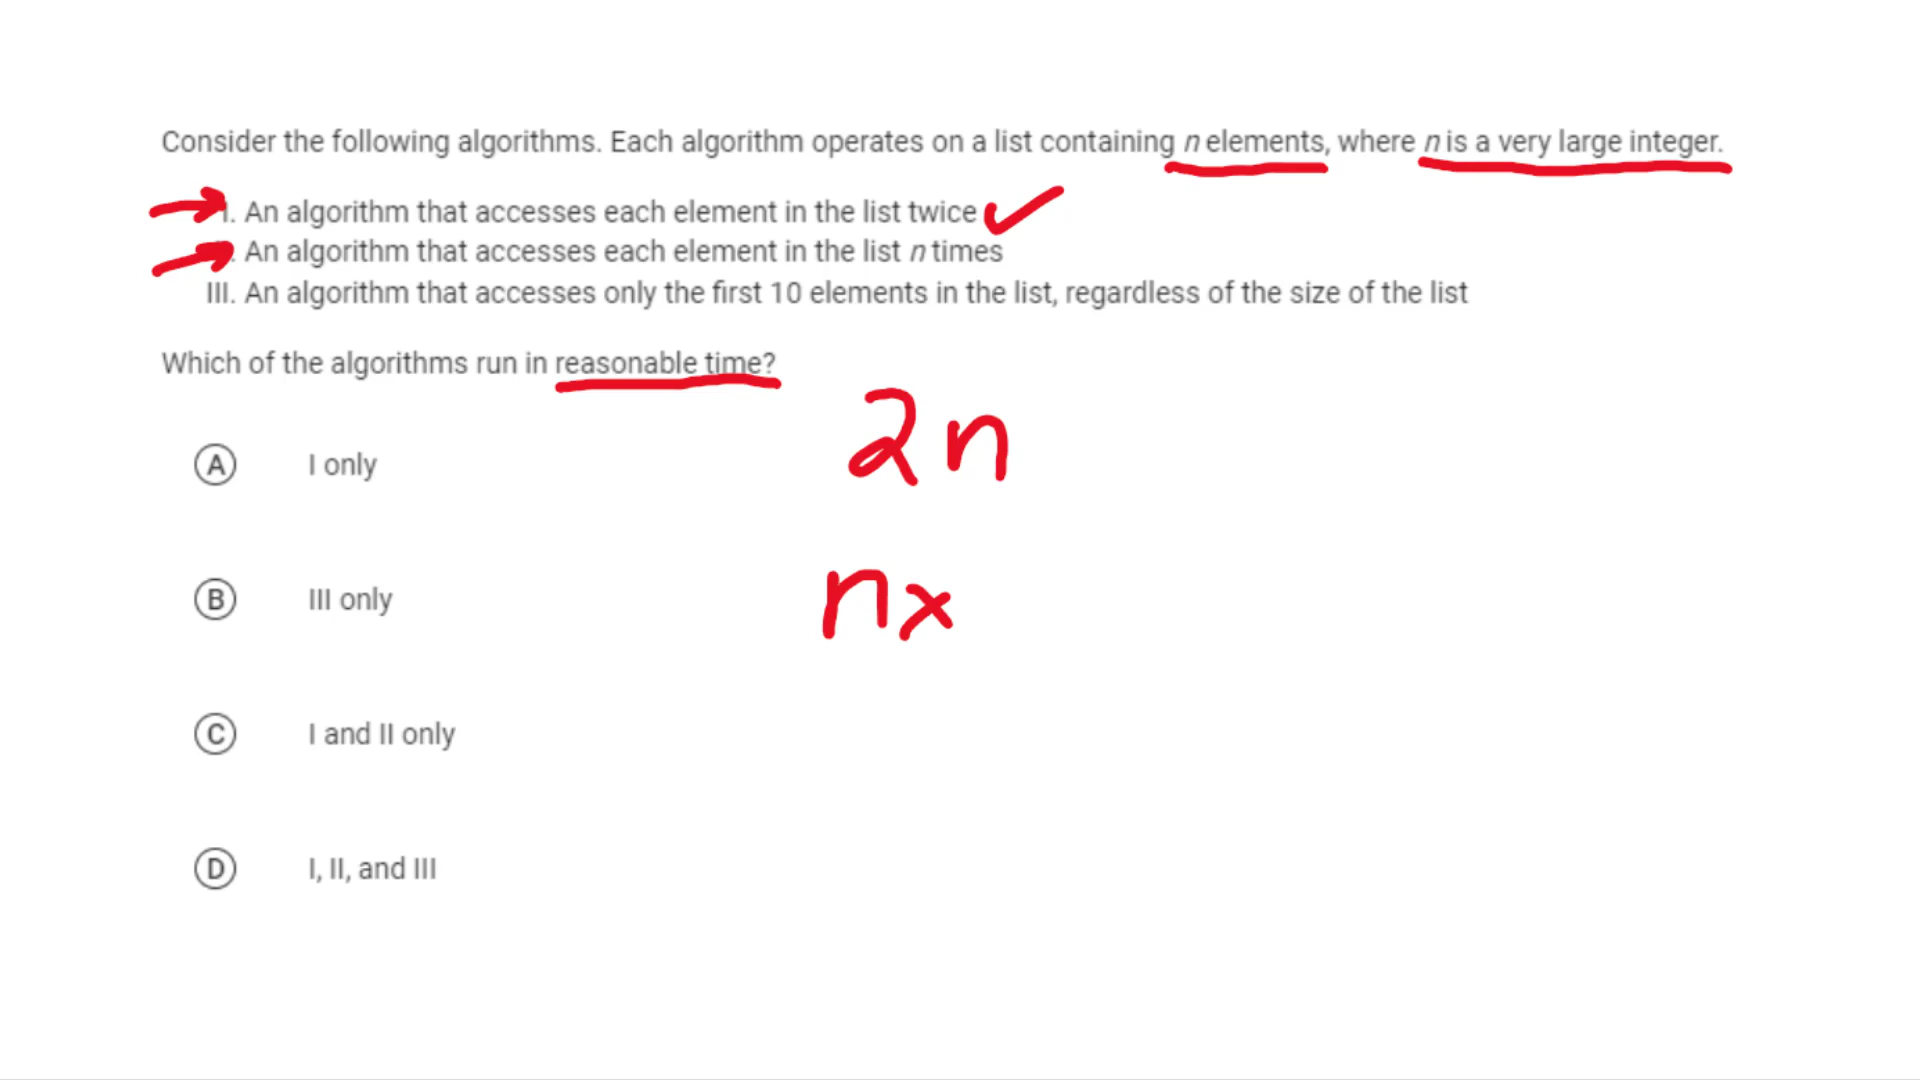 Consider the following algorithms. Each algorithm operates on a list containing n elements, where n is a very large integer.
I. An algorithm that accesses each element in the list twice
An algorithm that accesses each element in the list n times
III. An algorithm that accesses only the first 10 elements in the list, regardless of the size of the list
Which of the algorithms run in reasonable time?
2n
A I only
nx
B III only
C I and II only
D I, II, and III